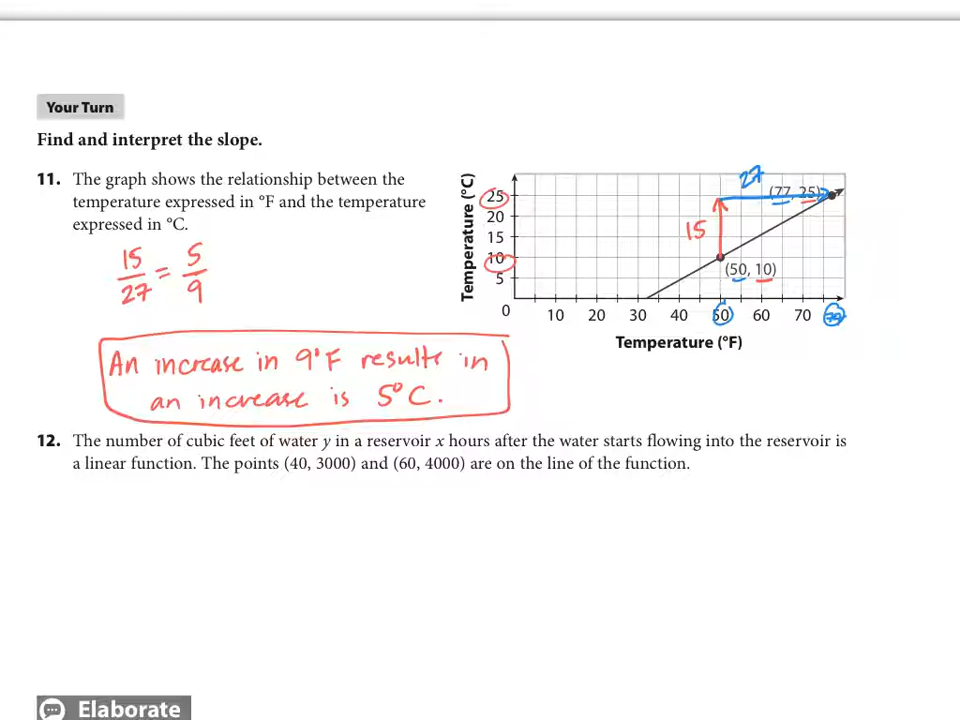 Your Turn
Find and interpret the slope.
11. The graph shows the relationship between the
temperature expressed in °F and the temperature
expressed in °C.
15/27 = 5/9
An increase in 9°F results in
an increase is 5°C.
Temperature (°C)
25
20
15
10
5
0
10 20 30 40 50 60 70
Temperature (°F)
27
(77, 25)
15
(50, 10)
12. The number of cubic feet of water y in a reservoir x hours after the water starts flowing into the reservoir is
a linear function. The points (40, 3000) and (60, 4000) are on the line of the function.
Elaborate